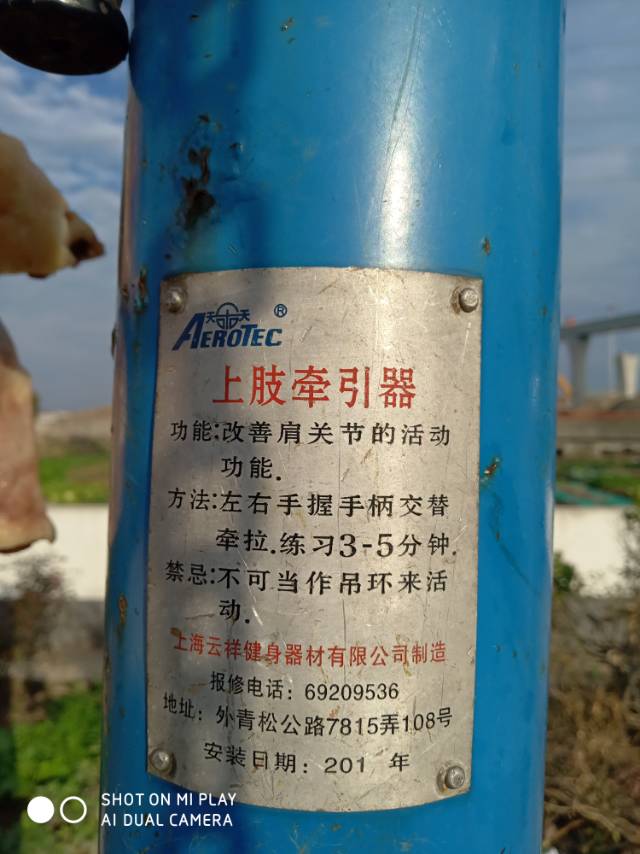 天天
AEROTEC®
上肢牵引器
功能:改善肩关节的活动
功能.
方法:左右手握手柄交替
牵拉.练习3-5分钟.
禁忌:不可当作吊环来活
动.
上海云祥健身器材有限公司制造
报修电话：69209536
地址：外青松公路7815弄108号
安装日期：201 年
SHOT ON MI PLAY
AI DUAL CAMERA